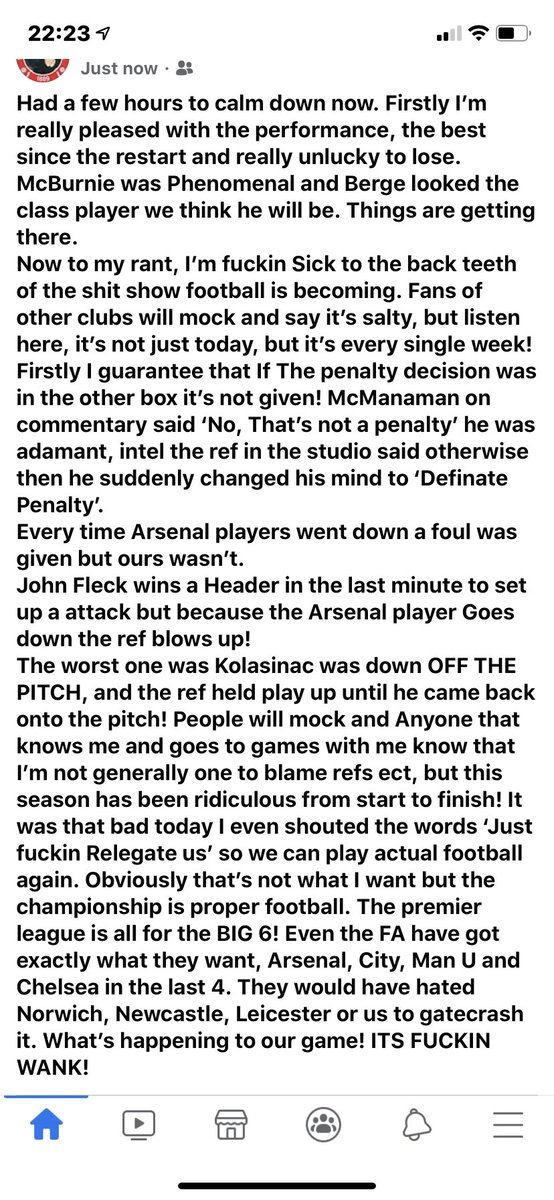 22:23
1889
Just now ·
Had a few hours to calm down now. Firstly I'm
really pleased with the performance, the best
since the restart and really unlucky to lose.
McBurnie was Phenomenal and Berge looked the
class player we think he will be. Things are getting
there.
Now to my rant, I'm fuckin Sick to the back teeth
of the shit show football is becoming. Fans of
other clubs will mock and say it's salty, but listen
here, it's not just today, but it's every single week!
Firstly I guarantee that If The penalty decision was
in the other box it's not given! McManaman on
commentary said ‘No, That's not a penalty’ he was
adamant, intel the ref in the studio said otherwise
then he suddenly changed his mind to ‘Definate
Penalty’.
Every time Arsenal players went down a foul was
given but ours wasn't.
John Fleck wins a Header in the last minute to set
up a attack but because the Arsenal player Goes
down the ref blows up!
The worst one was Kolasinac was down OFF THE
PITCH, and the ref held play up until he came back
onto the pitch! People will mock and Anyone that
knows me and goes to games with me know that
I'm not generally one to blame refs ect, but this
season has been ridiculous from start to finish! It
was that bad today I even shouted the words ‘Just
fuckin Relegate us’ so we can play actual football
again. Obviously that's not what I want but the
championship is proper football. The premier
league is all for the BIG 6! Even the FA have got
exactly what they want, Arsenal, City, Man U and
Chelsea in the last 4. They would have hated
Norwich, Newcastle, Leicester or us to gatecrash
it. What's happening to our game! ITS FUCKIN
WANK!